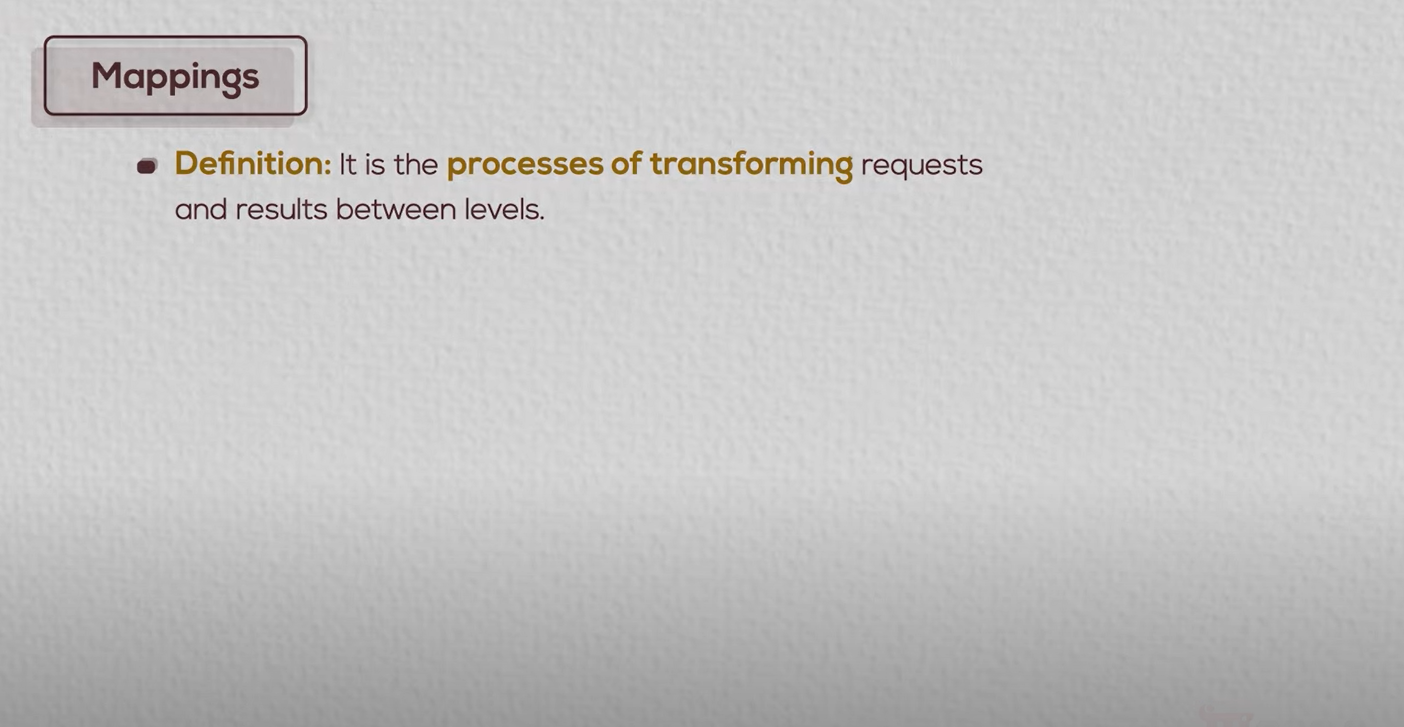 Mappings
Definition: It is the processes of transforming requests
and results between levels.